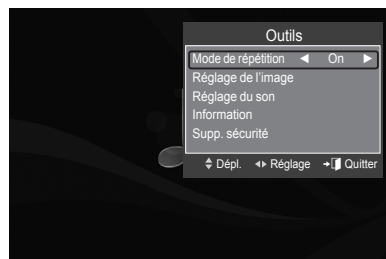 Outils
Mode de répétition ◄ On ►
Réglage de l'image
Réglage du son
Information
Supp. sécurité
Dépl. Réglage Quitter